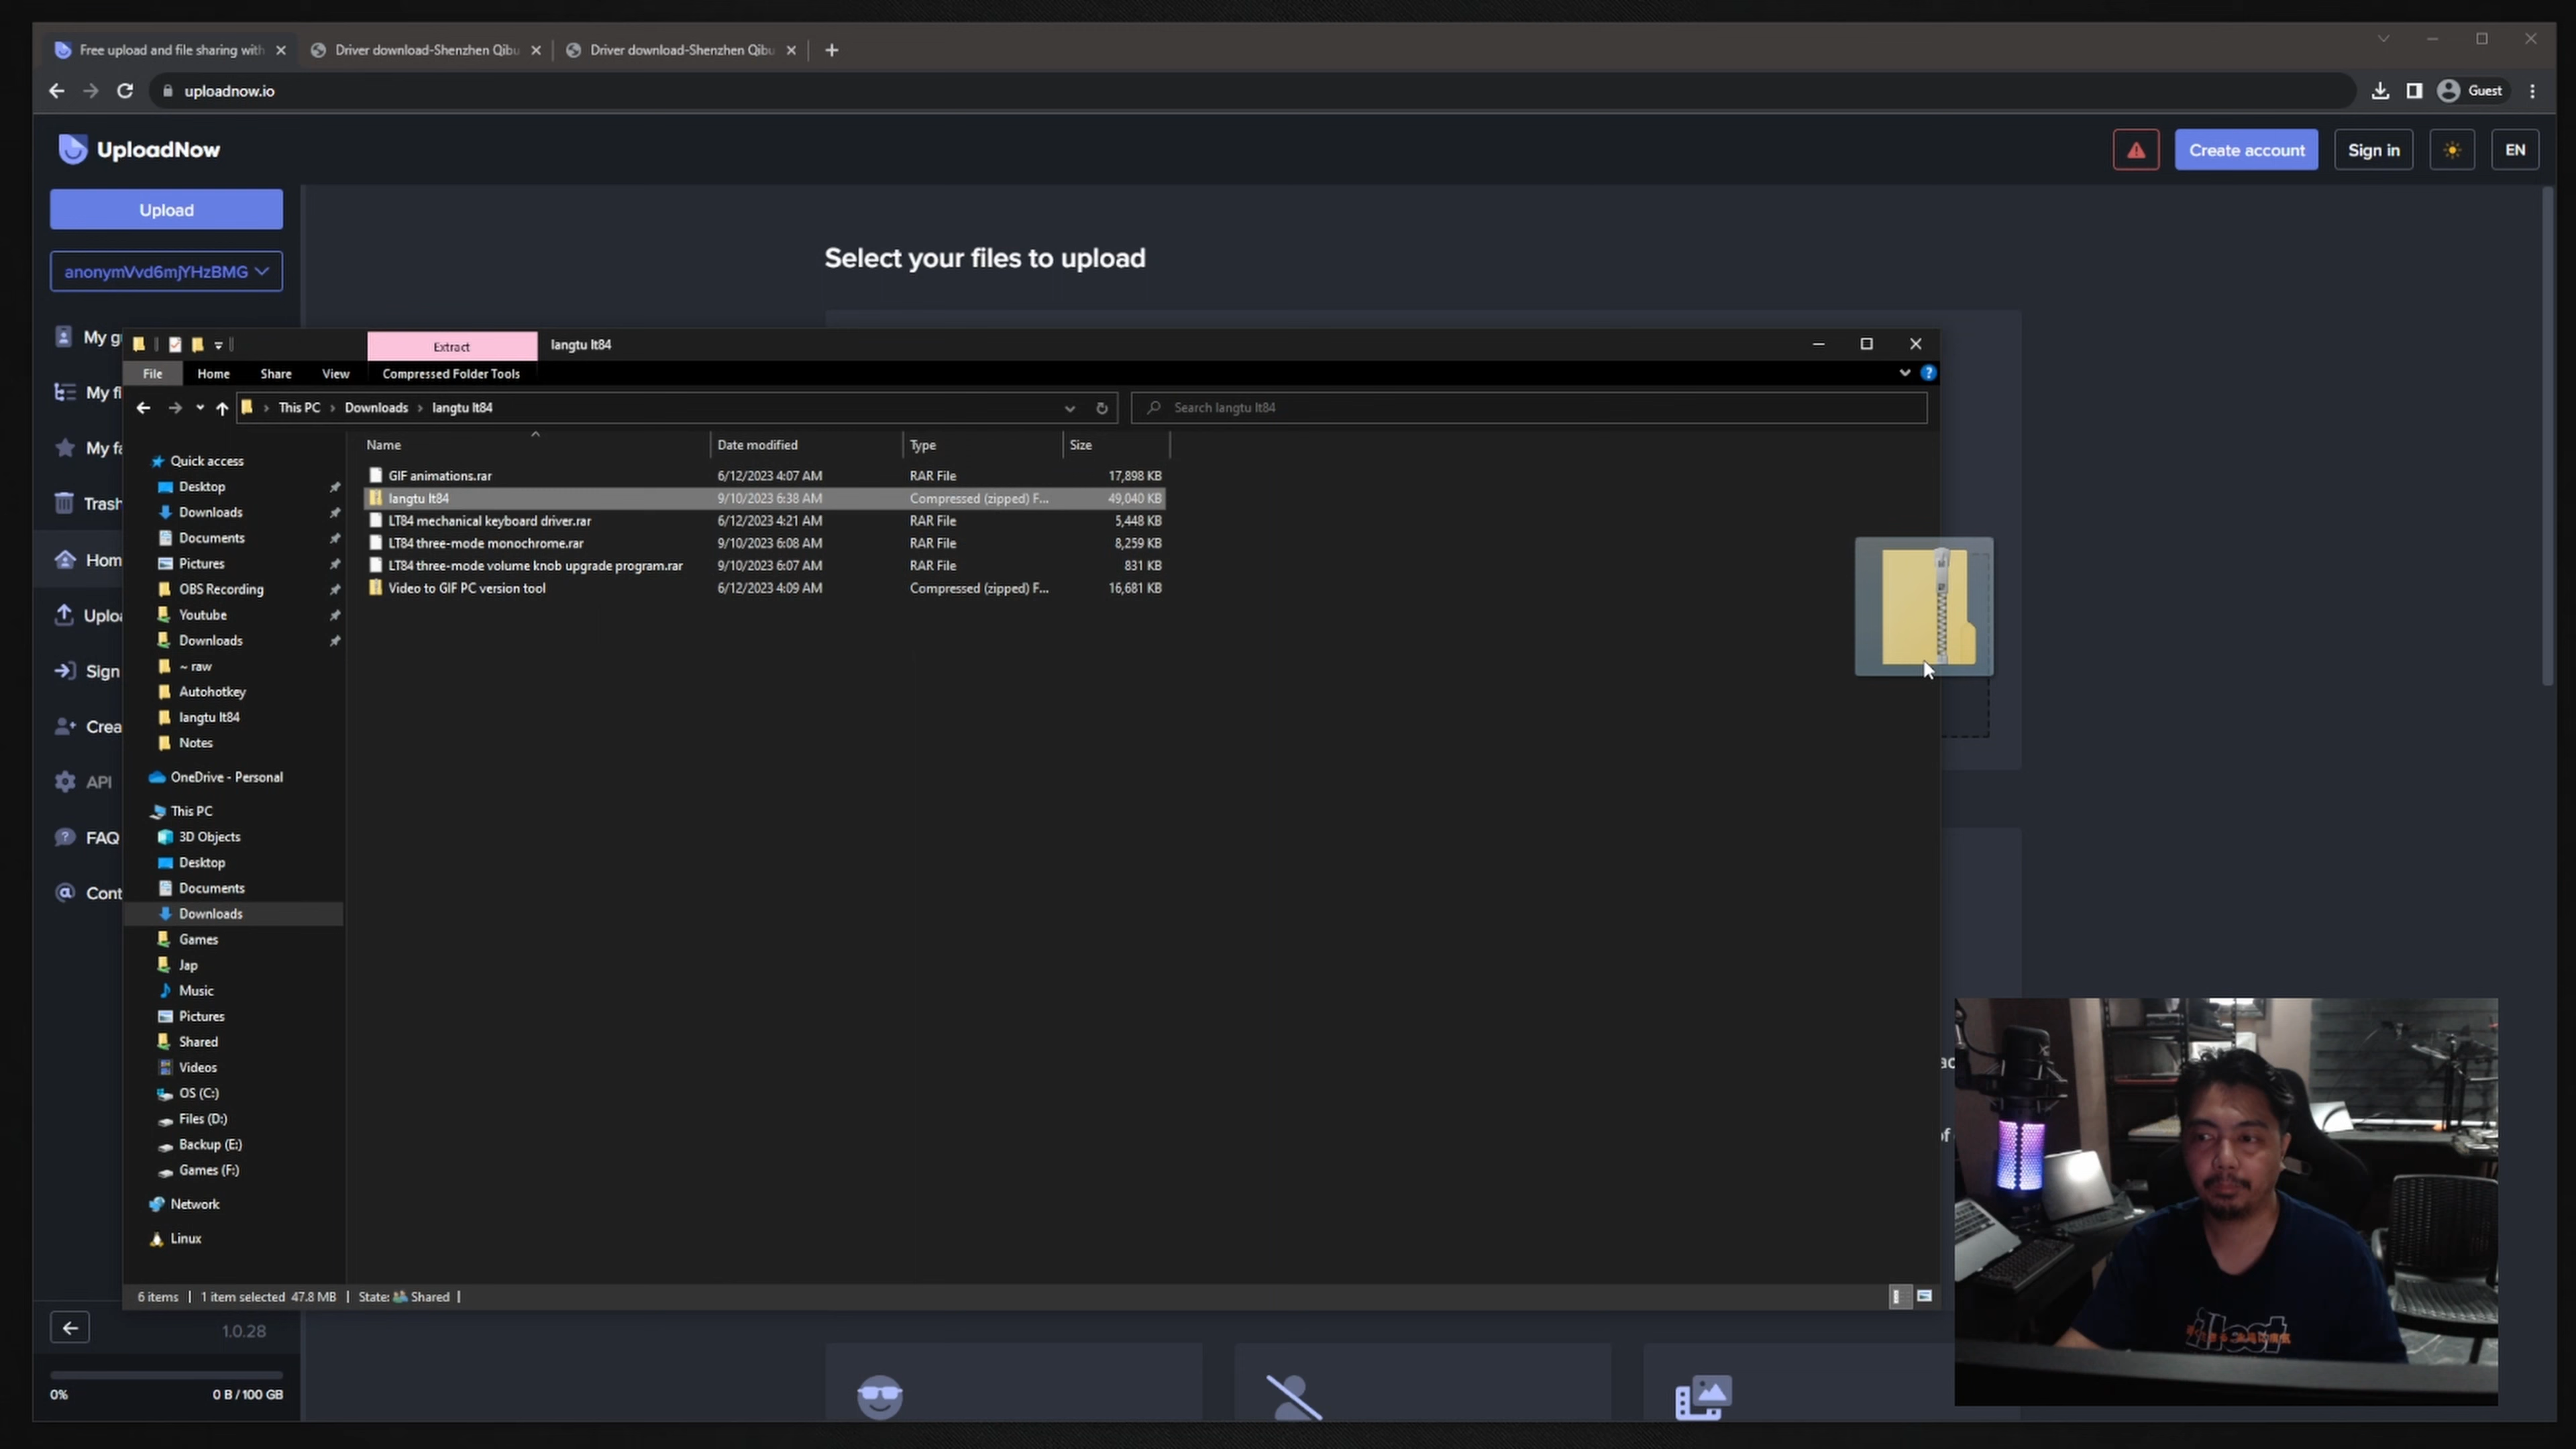 Free upload and file sharing with
Driver download-Shenzhen Qibu
Driver download-Shenzhen Qibu
uploadnow.io
Guest
UploadNow
Create account
Sign in
EN
Upload
anonymVvd6mjYHzBMG
Select your files to upload
My g
My fi
My fa
Trash
Hom
Uploa
Sign
Crea
API
FAQ
Cont
1.0.28
0%
0 B / 100 GB
Extract
langtu lt84
File
Home
Share
View
Compressed Folder Tools
This PC
Downloads
langtu lt84
Search langtu lt84
Name
Date modified
Type
Size
GIF animations.rar 6/12/2023 4:07 AM RAR File 17,898 KB
langtu lt84 9/10/2023 6:38 AM Compressed (zipped) F... 49,040 KB
LT84 mechanical keyboard driver.rar 6/12/2023 4:21 AM RAR File 5,448 KB
LT84 three-mode monochrome.rar 9/10/2023 6:08 AM RAR File 8,259 KB
LT84 three-mode volume knob upgrade program.rar 9/10/2023 6:07 AM RAR File 831 KB
Video to GIF PC version tool 6/12/2023 4:09 AM Compressed (zipped) F... 16,681 KB
Quick access
Desktop
Downloads
Documents
Pictures
OBS Recording
Youtube
Downloads
~ raw
Autohotkey
langtu lt84
Notes
OneDrive - Personal
This PC
3D Objects
Desktop
Documents
Downloads
Games
Jap
Music
Pictures
Shared
Videos
OS (C:)
Files (D:)
Backup (E:)
Games (F:)
Network
Linux
6 items
1 item selected 47.8 MB
State: Shared